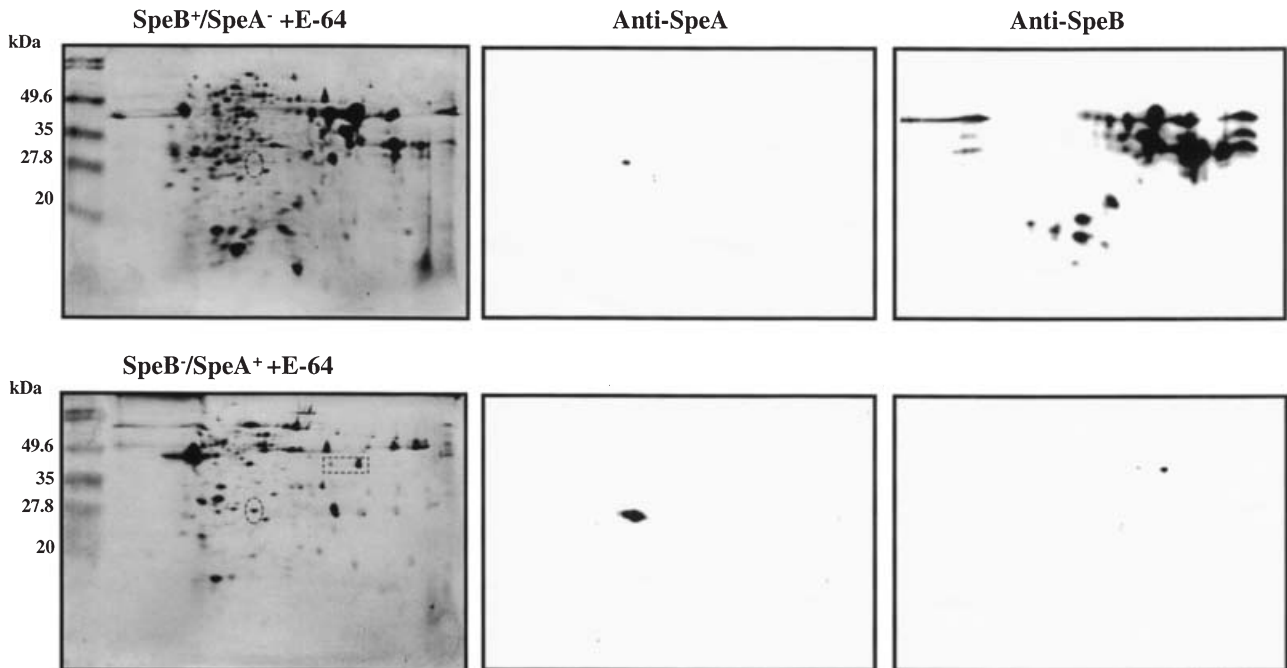 SpeB⁺/SpeA⁻ +E-64
Anti-SpeA
Anti-SpeB
kDa
49.6
35
27.8
20
SpeB⁻/SpeA⁺ +E-64
kDa
49.6
35
27.8
20